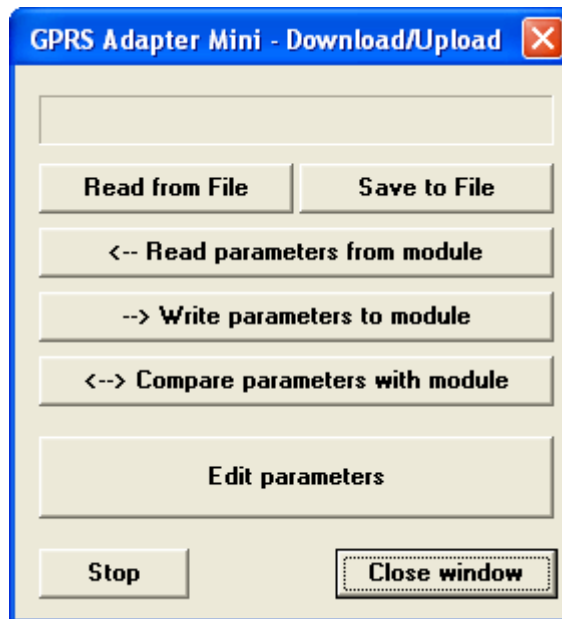 GPRS Adapter Mini - Download/Upload
Read from File
Save to File
<-- Read parameters from module
--> Write parameters to module
<--> Compare parameters with module
Edit parameters
Stop
Close window